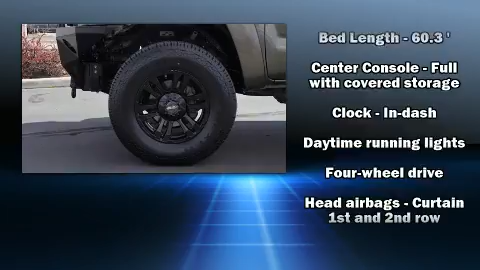 Bed Length - 60.3 '
Center Console - Full
with covered storage
Clock - In-dash
Daytime running lights
Four-wheel drive
Head airbags - Curtain
1st and 2nd row